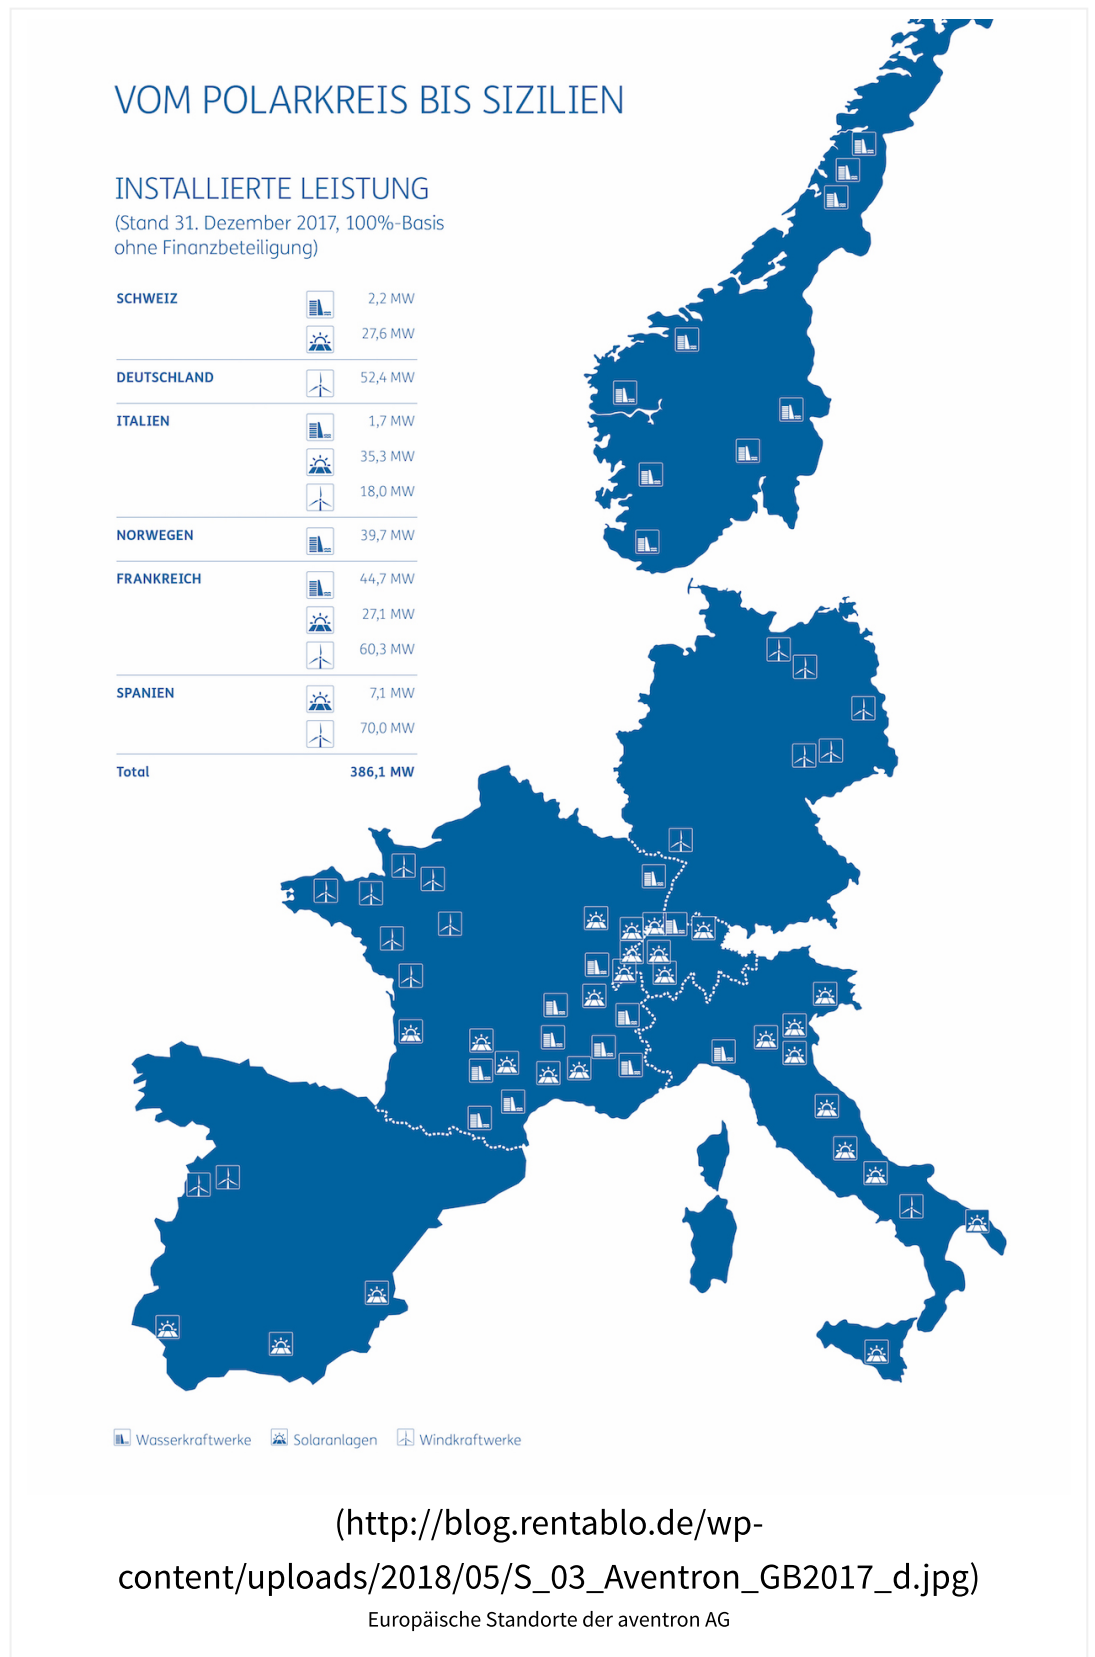 VOM POLARKREIS BIS SIZILIEN
INSTALLIERTE LEISTUNG
(Stand 31. Dezember 2017, 100%-Basis
ohne Finanzbeteiligung)
SCHWEIZ 2,2 MW
27,6 MW
DEUTSCHLAND 52,4 MW
ITALIEN 1,7 MW
35,3 MW
18,0 MW
NORWEGEN 39,7 MW
FRANKREICH 44,7 MW
27,1 MW
60,3 MW
SPANIEN 7,1 MW
70,0 MW
Total 386,1 MW
Wasserkraftwerke Solaranlagen Windkraftwerke
(http://blog.rentablo.de/wp-
content/uploads/2018/05/S_03_Aventron_GB2017_d.jpg)
Europäische Standorte der aventron AG